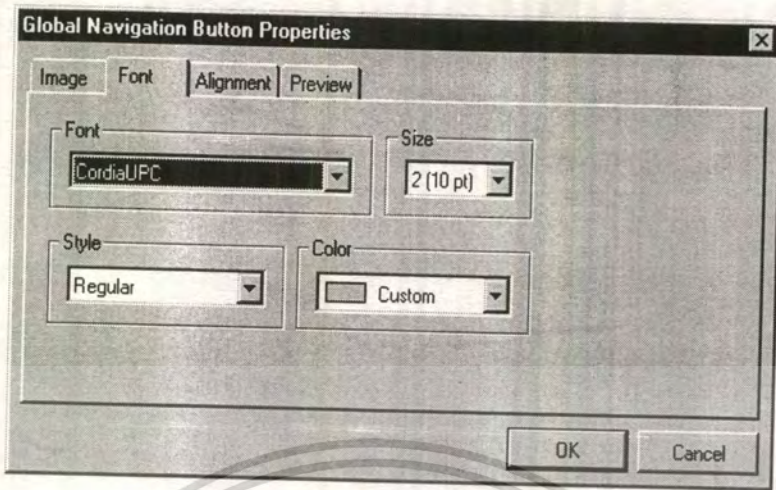 Global Navigation Button Properties
Image Font Alignment Preview
Font Size
CordiaUPC 2 (10 pt)
Style Color
Regular Custom
OK Cancel